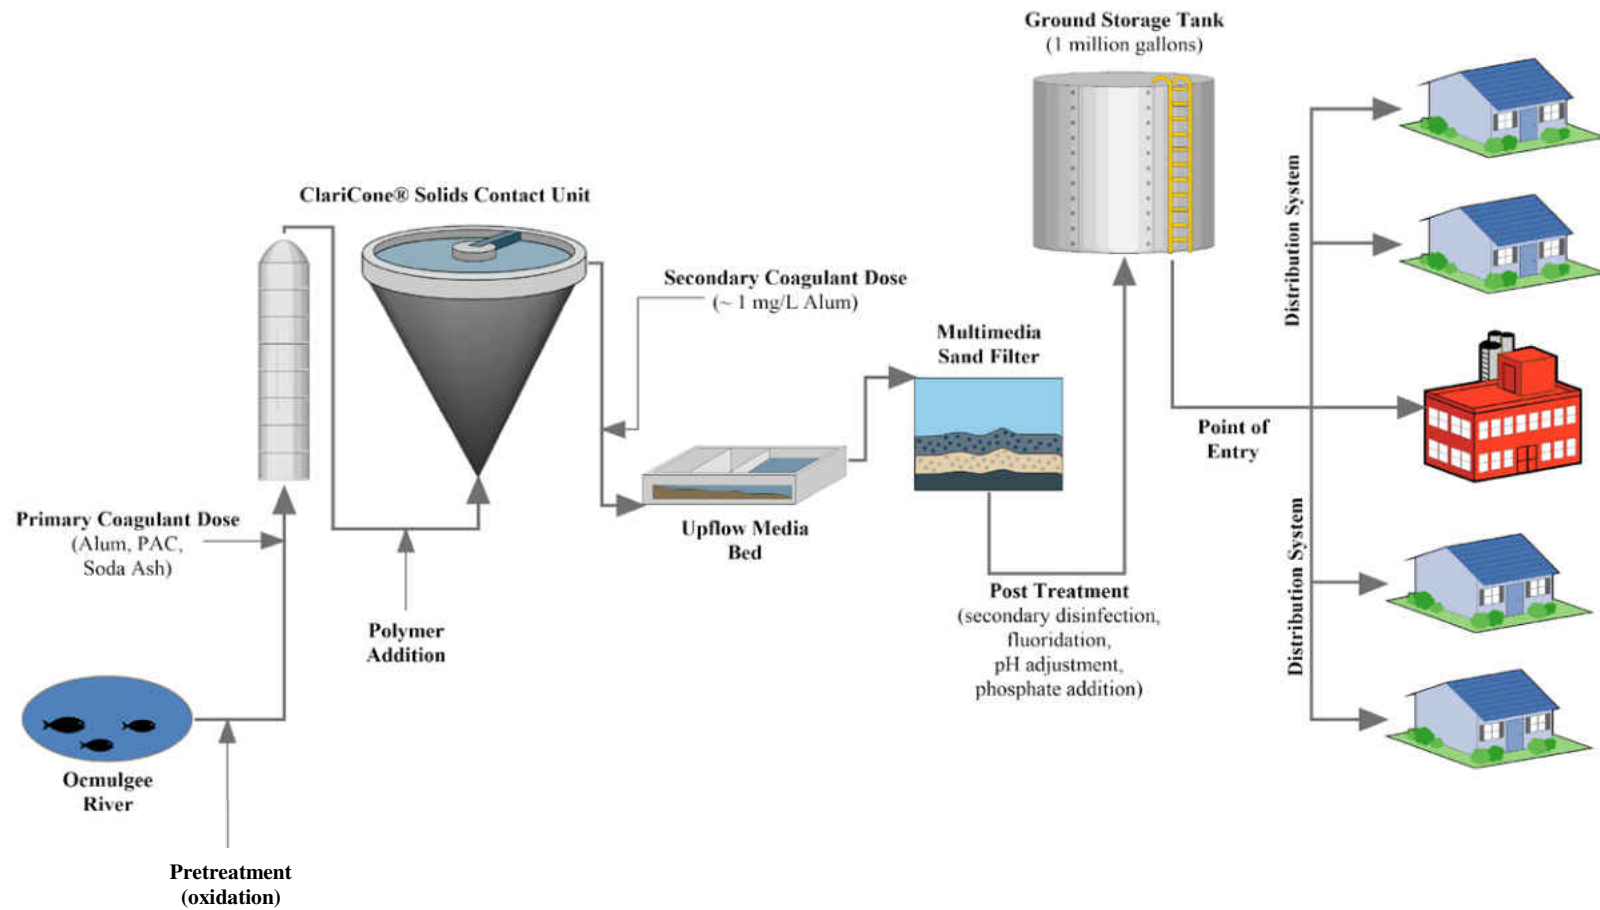 Ground Storage Tank
(1 million gallons)
ClariCone® Solids Contact Unit
Secondary Coagulant Dose
(~ 1 mg/L Alum)
Multimedia
Sand Filter
Distribution System
Point of
Entry
Primary Coagulant Dose
(Alum, PAC,
Soda Ash)
Upflow Media
Bed
Distribution System
Post Treatment
(secondary disinfection,
fluoridation,
pH adjustment,
phosphate addition)
Polymer
Addition
Ocmulgee
River
Pretreatment
(oxidation)